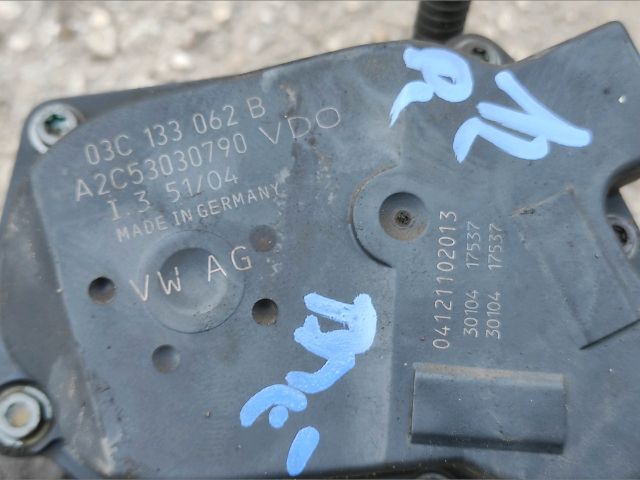 03C 133 062 B
A2C53030790 VDO
I.3 51/04
MADE IN GERMANY
VW AG
04121102013
30104 17537
30104 17537